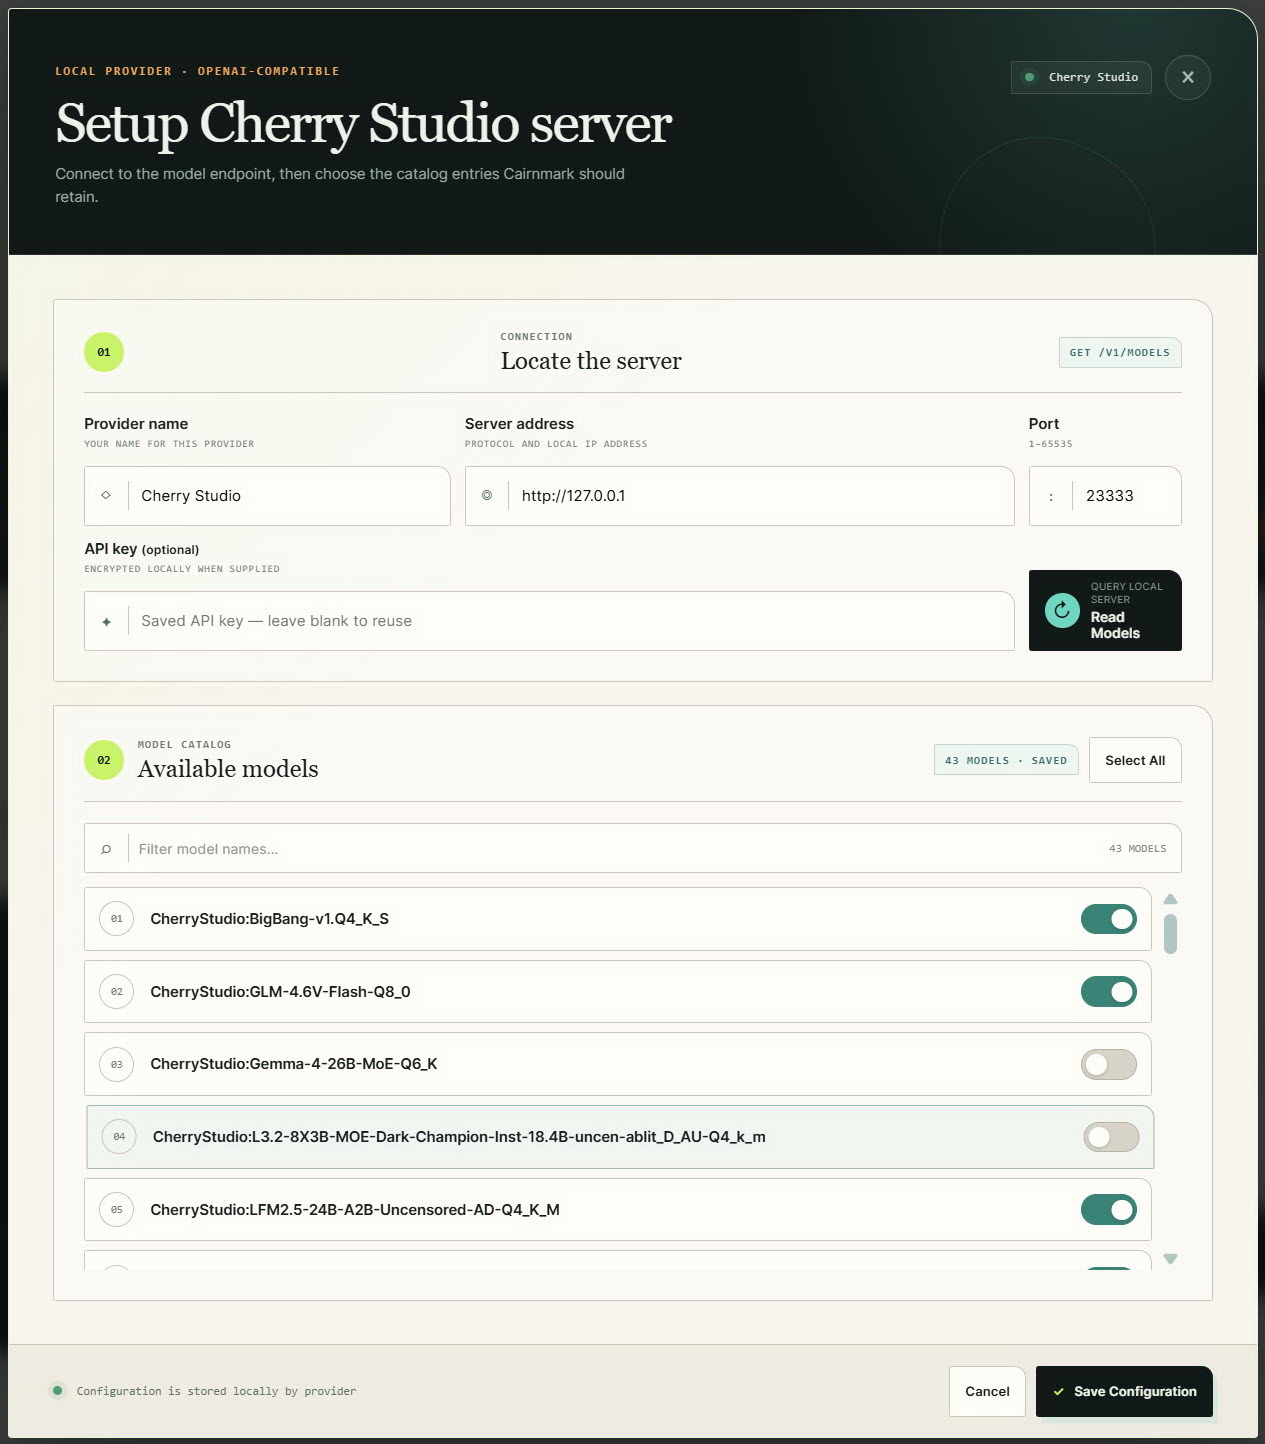 LOCAL PROVIDER · OPENAI-COMPATIBLE
Cherry Studio
Setup Cherry Studio server
Connect to the model endpoint, then choose the catalog entries Cairnmark should
retain.
01
CONNECTION
Locate the server
GET /V1/MODELS
Provider name
YOUR NAME FOR THIS PROVIDER
Cherry Studio
Server address
PROTOCOL AND LOCAL IP ADDRESS
http://127.0.0.1
Port
1–65535
:
23333
API key (optional)
ENCRYPTED LOCALLY WHEN SUPPLIED
Saved API key — leave blank to reuse
QUERY LOCAL
SERVER
Read
Models
02
MODEL CATALOG
Available models
43 MODELS · SAVED
Select All
Filter model names...
43 MODELS
01
CherryStudio:BigBang-v1.Q4_K_S
02
CherryStudio:GLM-4.6V-Flash-Q8_0
03
CherryStudio:Gemma-4-26B-MoE-Q6_K
04
CherryStudio:L3.2-8X3B-MOE-Dark-Champion-Inst-18.4B-uncen-ablit_D_AU-Q4_k_m
05
CherryStudio:LFM2.5-24B-A2B-Uncensored-AD-Q4_K_M
Configuration is stored locally by provider
Cancel
Save Configuration